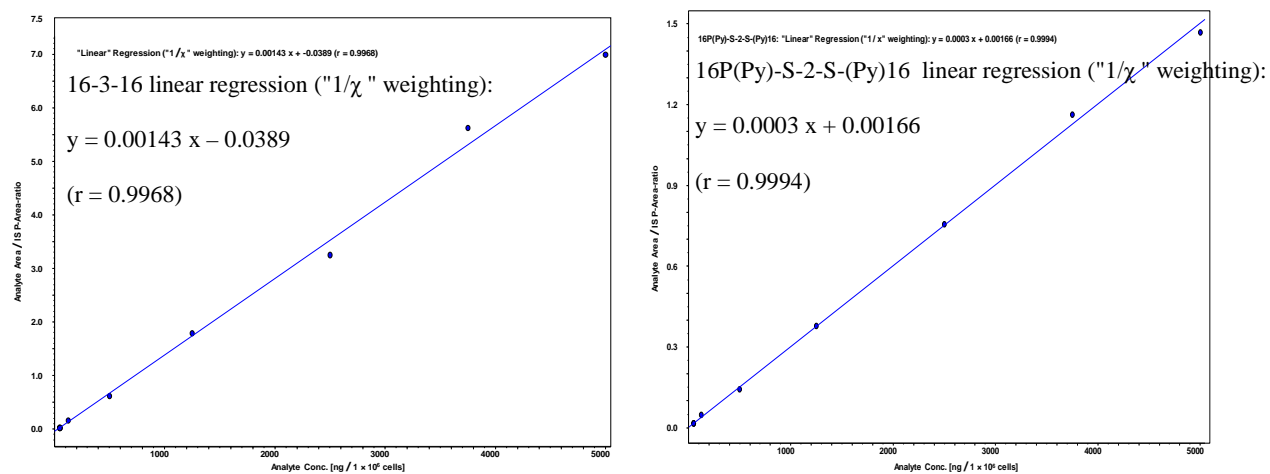 "Linear" Regression ("1/χ" weighting): y = 0.00143 x + -0.0389 (r = 0.9968)
16-3-16 linear regression ("1/χ " weighting):
y = 0.00143 x – 0.0389
(r = 0.9968)
Analyte Area / IS P-Area-ratio
7.5
7.0
6.0
5.0
4.0
3.0
2.0
1.0
0.0
1000 2000 3000 4000 5000
Analyte Conc. [ng / 1 × 10⁶ cells]
16P(Py)-S-2-S-(Py)16: "Linear" Regression ("1/ x" weighting): y = 0.0003 x + 0.00166 (r = 0.9994)
16P(Py)-S-2-S-(Py)16 linear regression ("1/χ " weighting):
y = 0.0003 x + 0.00166
(r = 0.9994)
Analyte Area / IS P-Area-ratio
1.5
1.2
0.9
0.6
0.3
0.0
1000 2000 3000 4000 5000
Analyte Conc. [ng / 1 × 10⁶ cells]